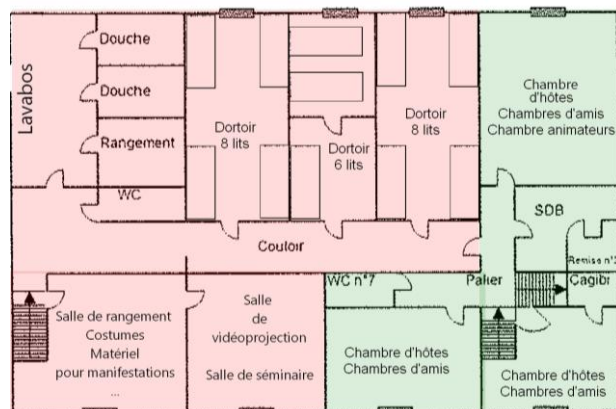 Lavabos
Douche
Douche
Rangement
WC
Dortoir
8 lits
Dortoir
6 lits
Dortoir
8 lits
Chambre
d'hôtes
Chambres d'amis
Chambre animateurs
SDB
Couloir
Remise n°
WC n°7
Palier
Cagibi
Salle de rangement
Costumes
Matériel
pour manifestations
...
Salle
de
vidéoprojection
Salle de séminaire
Chambre d'hôtes
Chambres d'amis
Chambre d'hôtes
Chambres d'amis